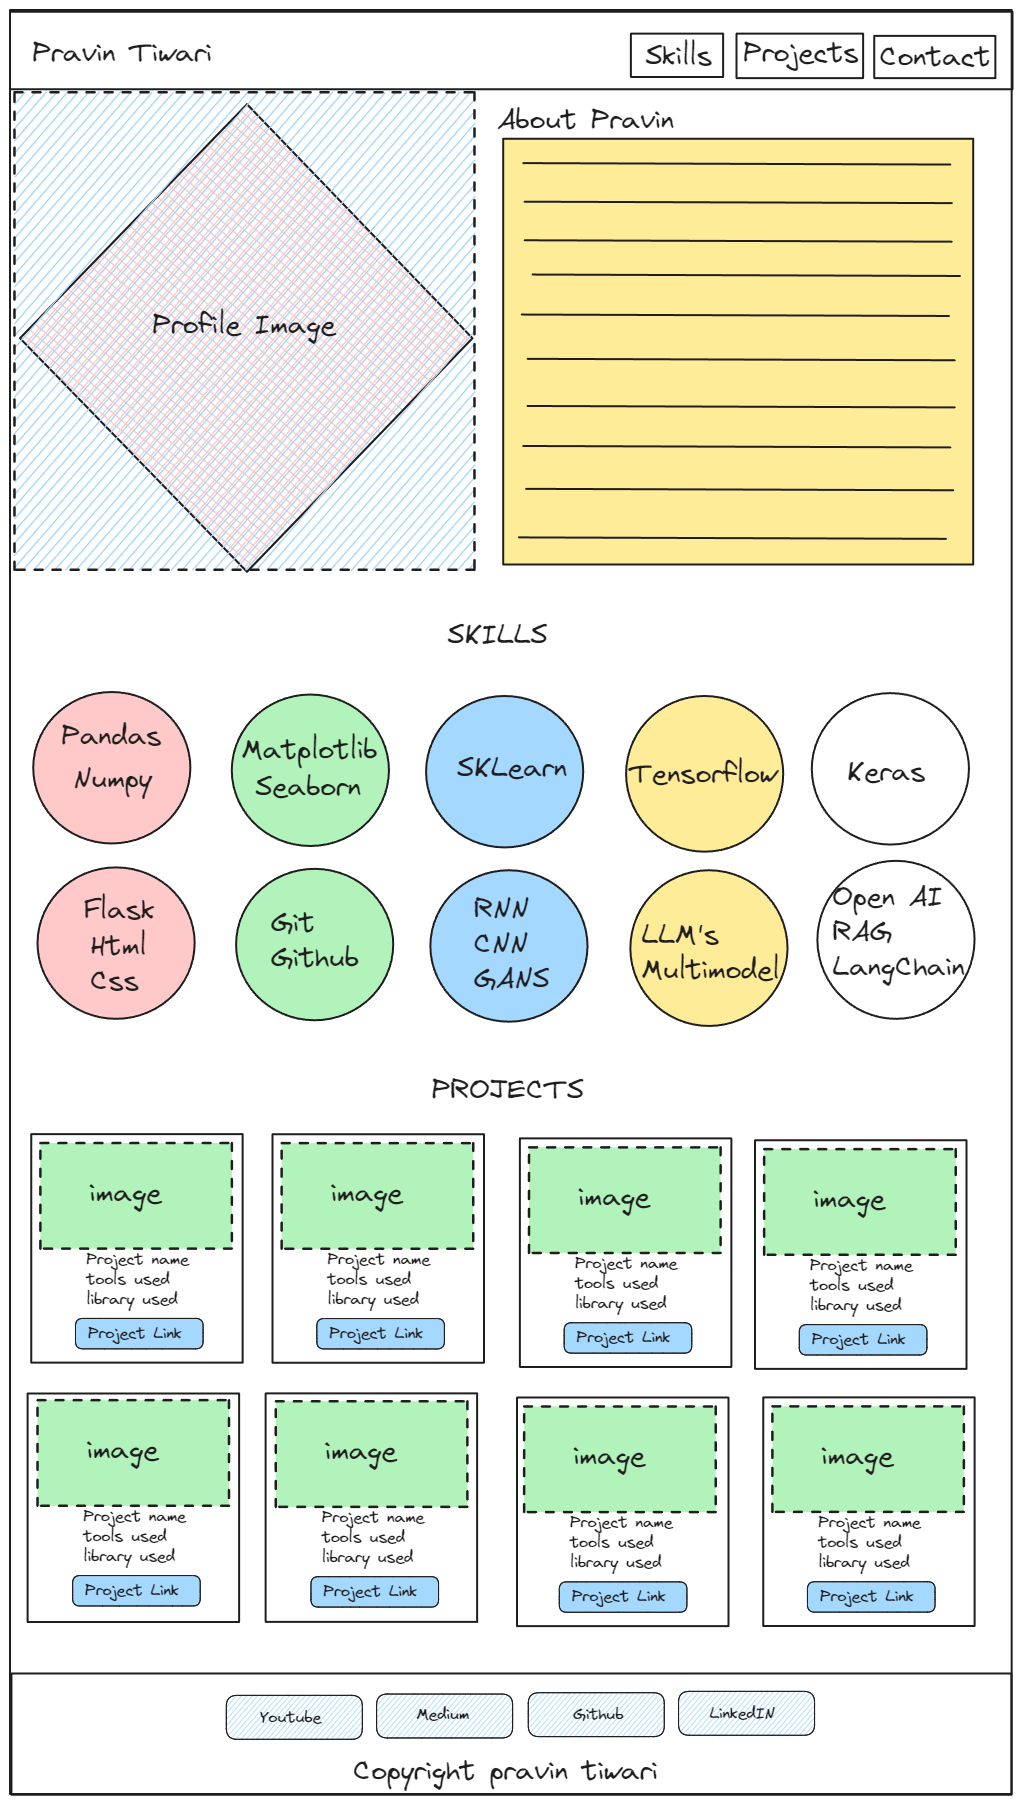 Pravin Tiwari
Skills
Projects
Contact
About Pravin
Profile Image
SKILLS
Pandas
Numpy
Matplotlib
Seaborn
SKLearn
Tensorflow
Keras
Flask
Html
Css
Git
Github
RNN
CNN
GANS
LLM's
Multimodel
Open AI
RAG
LangChain
PROJECTS
image
Project name
tools used
library used
Project Link
image
Project name
tools used
library used
Project Link
image
Project name
tools used
library used
Project Link
image
Project name
tools used
library used
Project Link
image
Project name
tools used
library used
Project Link
image
Project name
tools used
library used
Project Link
image
Project name
tools used
library used
Project Link
image
Project name
tools used
library used
Project Link
Youtube
Medium
Github
LinkedIN
Copyright pravin tiwari